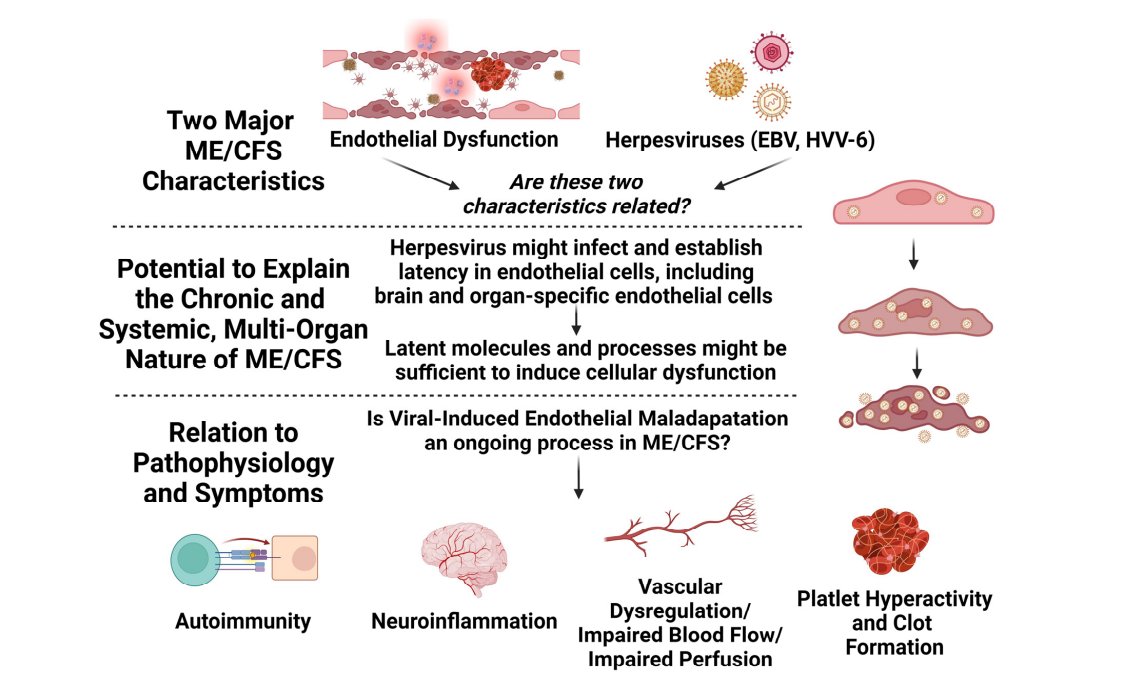 Two Major
ME/CFS
Characteristics
Endothelial Dysfunction
Herpesviruses (EBV, HVV-6)
Are these two
characteristics related?
Potential to Explain
the Chronic and
Systemic, Multi-Organ
Nature of ME/CFS
Herpesvirus might infect and establish
latency in endothelial cells, including
brain and organ-specific endothelial cells
Latent molecules and processes might be
sufficient to induce cellular dysfunction
Relation to
Pathophysiology
and Symptoms
Is Viral-Induced Endothelial Maladapatation
an ongoing process in ME/CFS?
Autoimmunity
Neuroinflammation
Vascular
Dysregulation/
Impaired Blood Flow/
Impaired Perfusion
Platelet Hyperactivity
and Clot
Formation